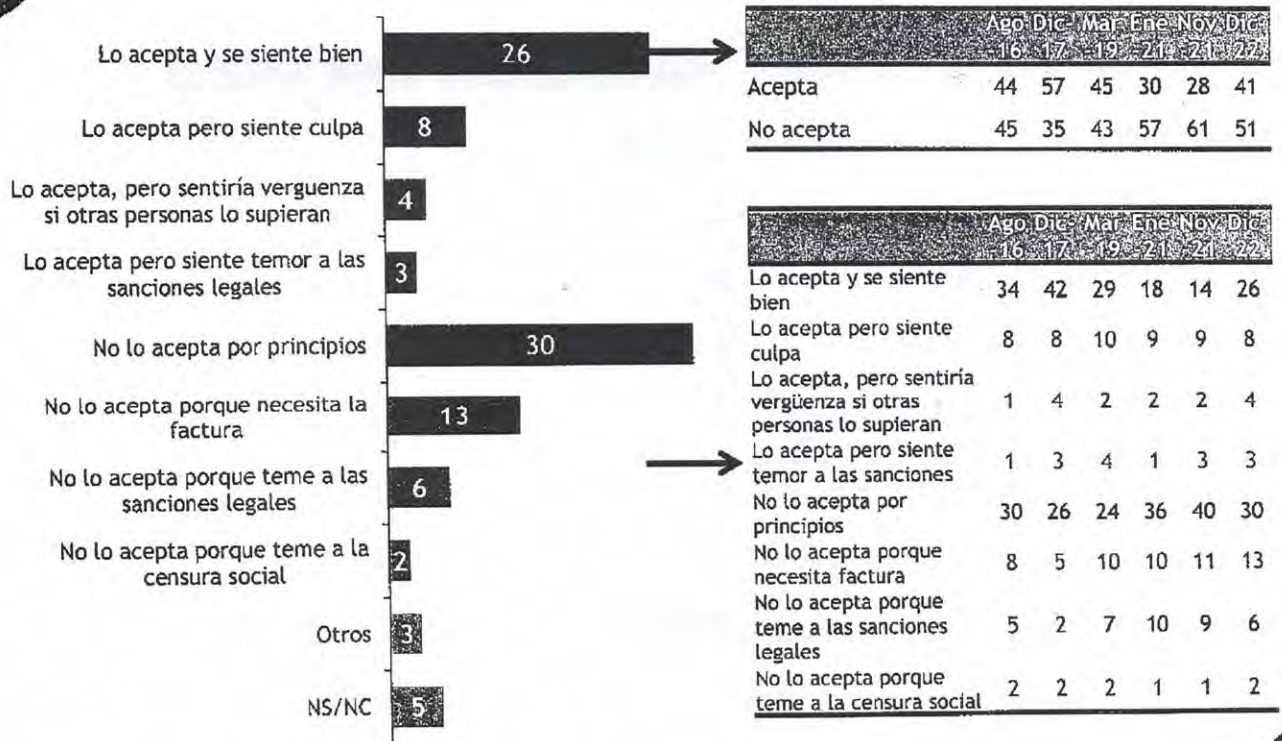 Lo acepta y se siente bien
26
Lo acepta pero siente culpa
8
Lo acepta, pero sentiría verguenza
si otras personas lo supieran
4
Lo acepta pero siente temor a las
sanciones legales
3
No lo acepta por principios
30
No lo acepta porque necesita la
factura
13
No lo acepta porque teme a las
sanciones legales
6
No lo acepta porque teme a la
censura social
2
Otros
3
NS/NC
5
Ago Dic- Mar Ene Nov Dic-
-16 17 -19 -21 -21 22
Acepta 44 57 45 30 28 41
No acepta 45 35 43 57 61 51
Ago Dic- Mar Ene Nov Dic-
16 17 19 -21 21 22
Lo acepta y se siente
bien 34 42 29 18 14 26
Lo acepta pero siente
culpa 8 8 10 9 9 8
Lo acepta, pero sentiría
vergüenza si otras
personas lo supieran 1 4 2 2 2 4
Lo acepta pero siente
temor a las sanciones 1 3 4 1 3 3
No lo acepta por
principios 30 26 24 36 40 30
No lo acepta porque
necesita factura 8 5 10 10 11 13
No lo acepta porque
teme a las sanciones
legales 5 2 7 10 9 6
No lo acepta porque
teme a la censura social 2 2 2 1 1 2